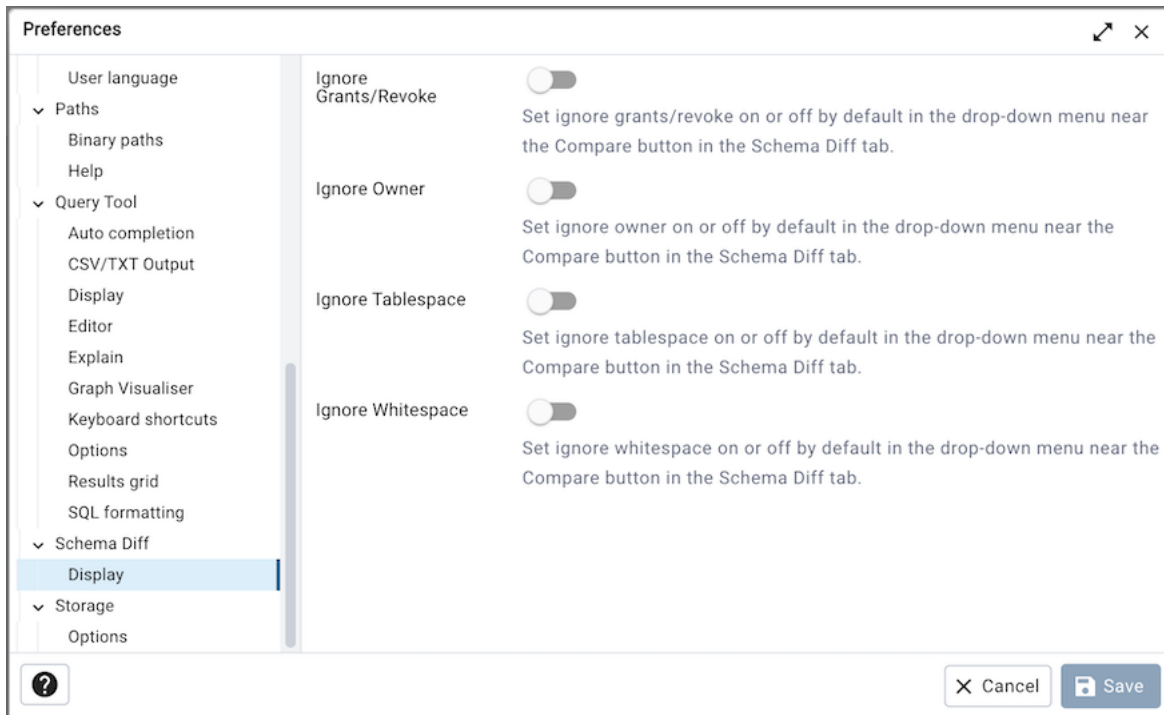 Preferences
User language
Paths
Binary paths
Help
Query Tool
Auto completion
CSV/TXT Output
Display
Editor
Explain
Graph Visualiser
Keyboard shortcuts
Options
Results grid
SQL formatting
Schema Diff
Display
Storage
Options
Ignore
Grants/Revoke
Set ignore grants/revoke on or off by default in the drop-down menu near
the Compare button in the Schema Diff tab.
Ignore Owner
Set ignore owner on or off by default in the drop-down menu near the
Compare button in the Schema Diff tab.
Ignore Tablespace
Set ignore tablespace on or off by default in the drop-down menu near the
Compare button in the Schema Diff tab.
Ignore Whitespace
Set ignore whitespace on or off by default in the drop-down menu near the
Compare button in the Schema Diff tab.
Cancel
Save